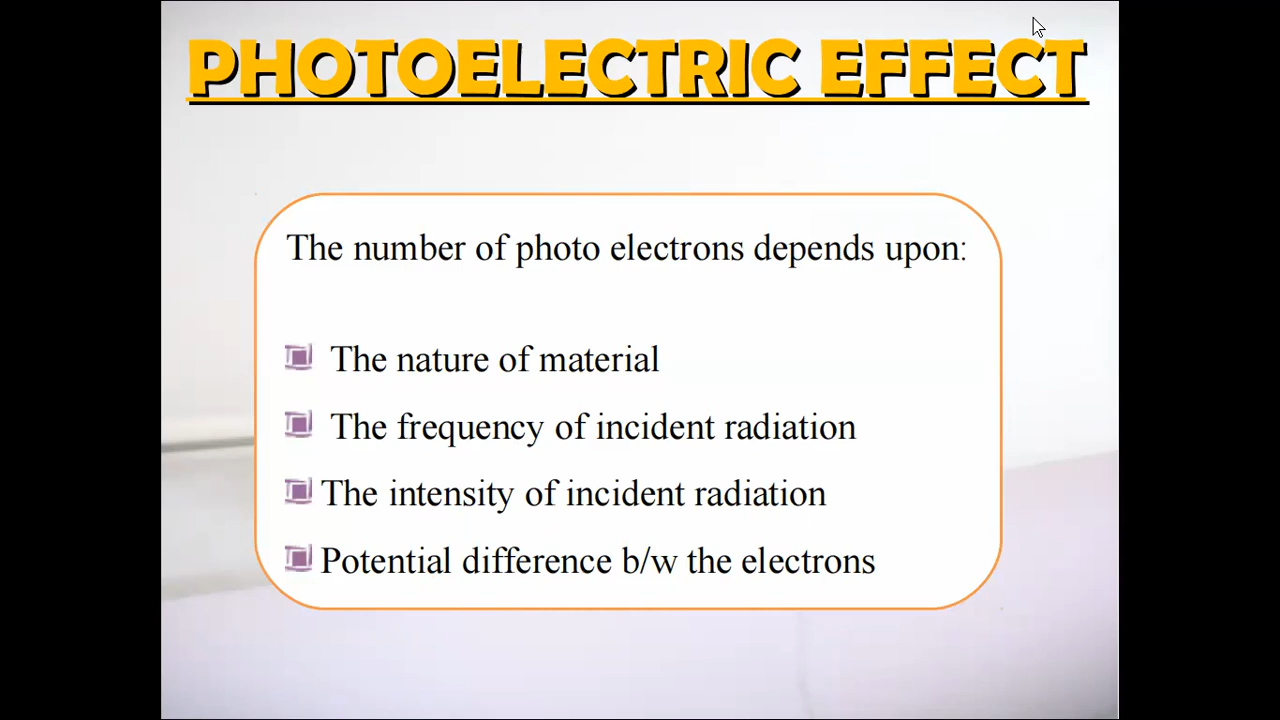 PHOTOELECTRIC EFFECT
The number of photo electrons depends upon:
The nature of material
The frequency of incident radiation
The intensity of incident radiation
Potential difference b/w the electrons